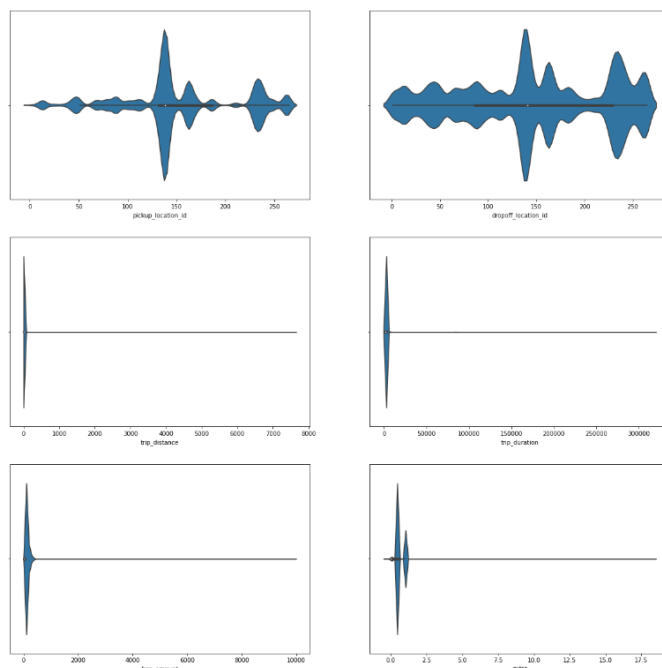 0 50 100 150 200 250
pickup_location_id
0 50 100 150 200 250
dropoff_location_id
0 1000 2000 3000 4000 5000 6000 7000 8000
trip_distance
0 50000 100000 150000 200000 250000 300000
trip_duration
0 2000 4000 6000 8000 10000
0.0 2.5 5.0 7.5 10.0 12.5 15.0 17.5